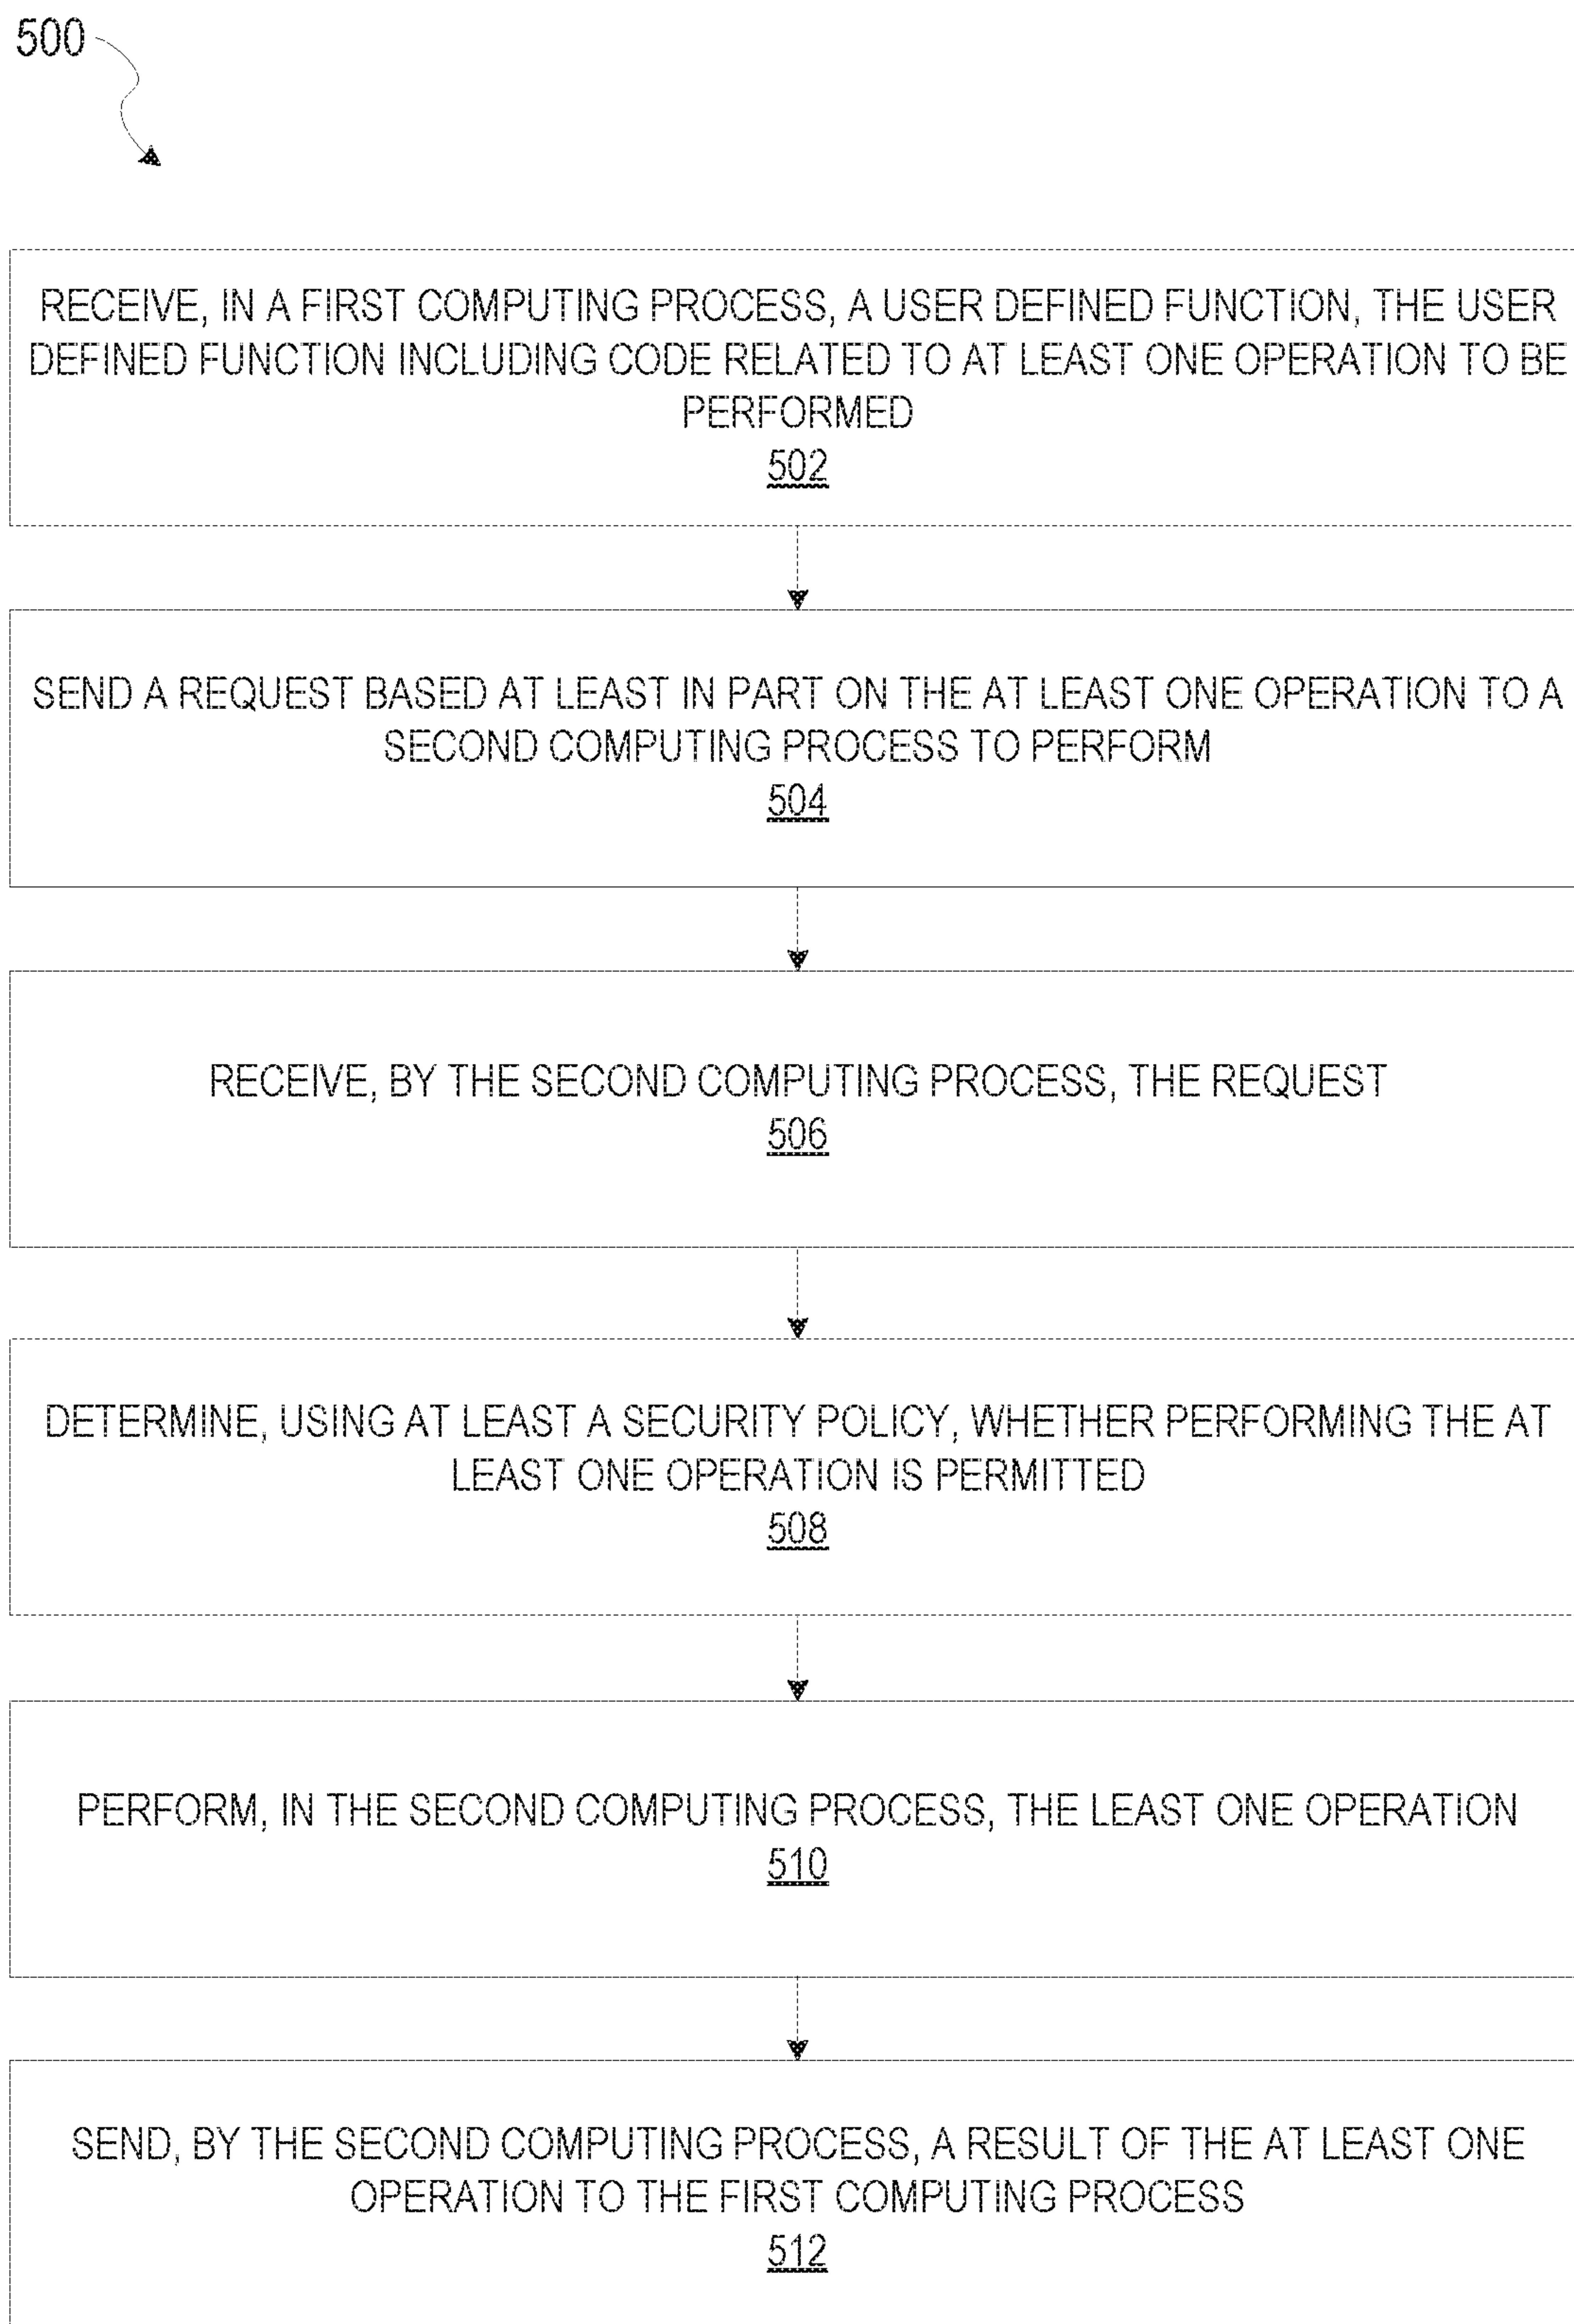 500
RECEIVE, IN A FIRST COMPUTING PROCESS, A USER DEFINED FUNCTION, THE USER
DEFINED FUNCTION INCLUDING CODE RELATED TO AT LEAST ONE OPERATION TO BE
PERFORMED
502
SEND A REQUEST BASED AT LEAST IN PART ON THE AT LEAST ONE OPERATION TO A
SECOND COMPUTING PROCESS TO PERFORM
504
RECEIVE, BY THE SECOND COMPUTING PROCESS, THE REQUEST
506
DETERMINE, USING AT LEAST A SECURITY POLICY, WHETHER PERFORMING THE AT
LEAST ONE OPERATION IS PERMITTED
508
PERFORM, IN THE SECOND COMPUTING PROCESS, THE LEAST ONE OPERATION
510
SEND, BY THE SECOND COMPUTING PROCESS, A RESULT OF THE AT LEAST ONE
OPERATION TO THE FIRST COMPUTING PROCESS
512